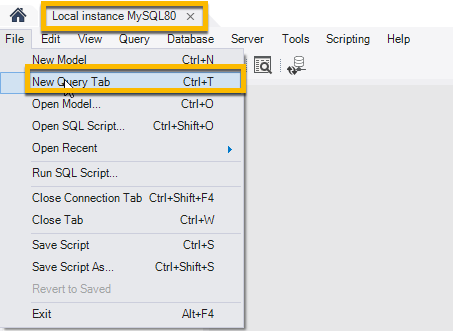 Local instance MySQL80 ×
File Edit View Query Database Server Tools Scripting Help
New Model Ctrl+N
New Query Tab Ctrl+T
Open Model... Ctrl+O
Open SQL Script... Ctrl+Shift+O
Open Recent
Run SQL Script...
Close Connection Tab Ctrl+Shift+F4
Close Tab Ctrl+W
Save Script Ctrl+S
Save Script As... Ctrl+Shift+S
Revert to Saved
Exit Alt+F4